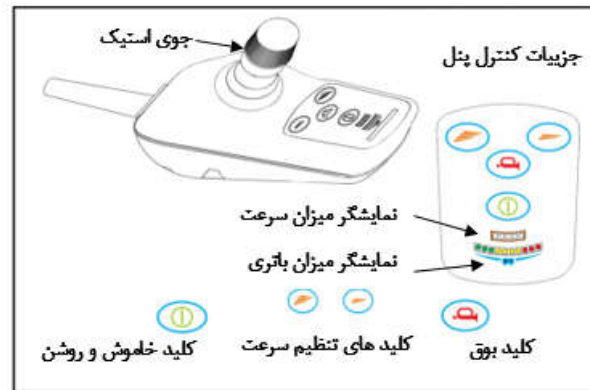 جوی استیک
جزییات کنترل پنل
نمایشگر میزان سرعت
نمایشگر میزان باتری
کلید بوق
کلید های تنظیم سرعت
کلید خاموش و روشن